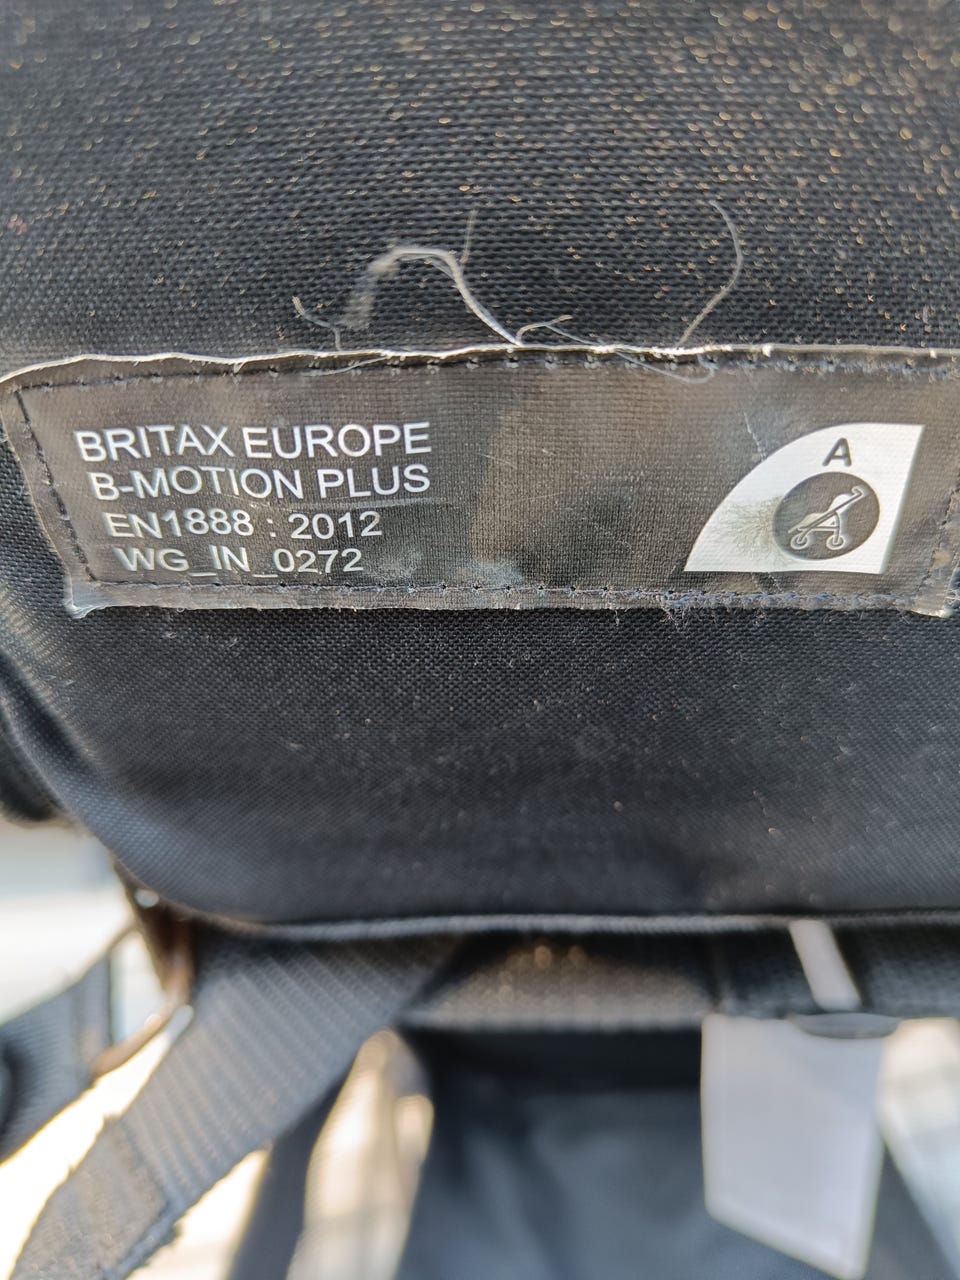 BRITAX EUROPE
B-MOTION PLUS
EN1888 : 2012
WG_IN_0272
A